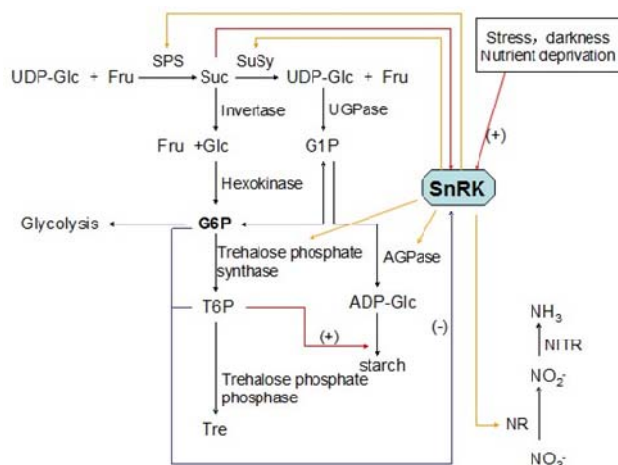 Stress, darkness
Nutrient deprivation
SPS
SuSy
UDP-Glc + Fru
Suc
UDP-Glc + Fru
Invertase
UGPase
(+)
Fru +Glc
G1P
SnRK
Hexokinase
Glycolysis
G6P
Trehalose phosphate
synthase
AGPase
T6P
ADP-Glc
(+)
(-)
NH3
NITR
starch
NO2-
Trehalose phosphate
phosphase
Tre
NR
NO3-